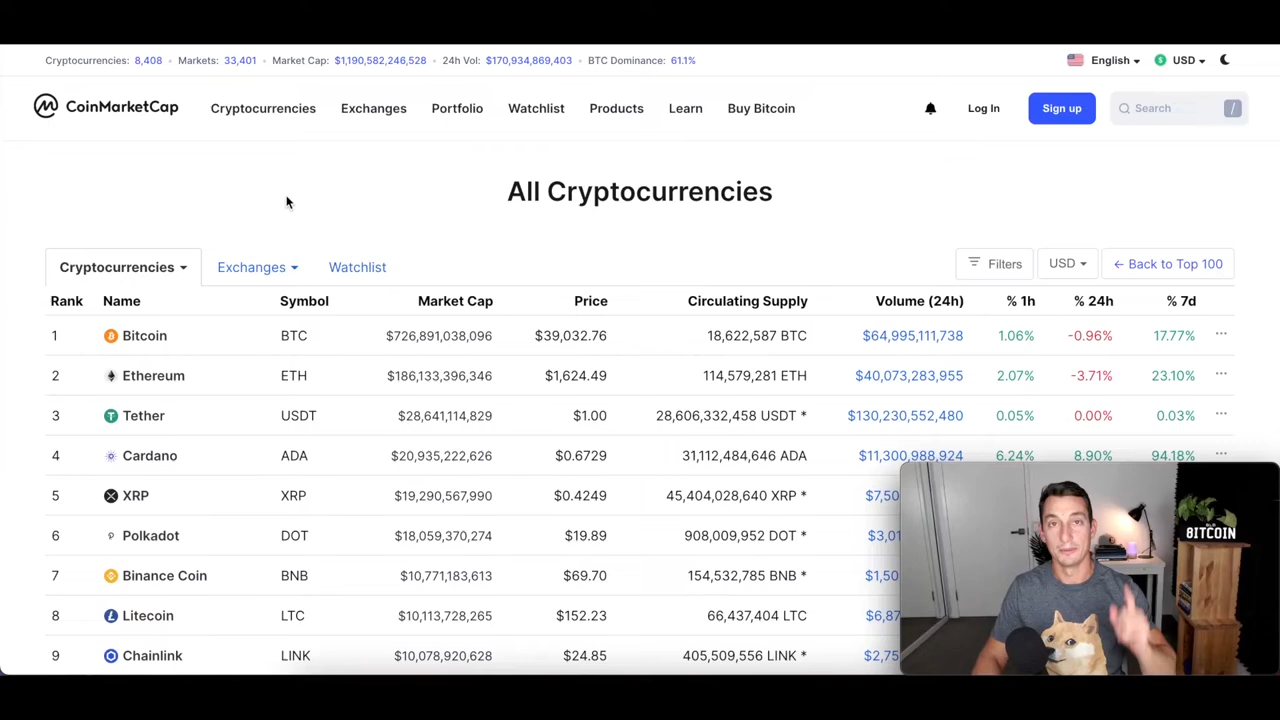 Cryptocurrencies: 8,408 • Markets: 33,401 • Market Cap: $1,190,582,246,528 • 24h Vol: $170,934,869,403 • BTC Dominance: 61.1% English USD
CoinMarketCap Cryptocurrencies Exchanges Portfolio Watchlist Products Learn Buy Bitcoin Log In Sign up Search /
All Cryptocurrencies
Cryptocurrencies Exchanges Watchlist Filters USD ← Back to Top 100
Rank Name Symbol Market Cap Price Circulating Supply Volume (24h) % 1h % 24h % 7d
1 Bitcoin BTC $726,891,038,096 $39,032.76 18,622,587 BTC $64,995,111,738 1.06% -0.96% 17.77% ...
2 Ethereum ETH $186,133,396,346 $1,624.49 114,579,281 ETH $40,073,283,955 2.07% -3.71% 23.10% ...
3 Tether USDT $28,641,114,829 $1.00 28,606,332,458 USDT * $130,230,552,480 0.05% 0.00% 0.03% ...
4 Cardano ADA $20,935,222,626 $0.6729 31,112,484,646 ADA $11,300,988,924 6.24% 8.90% 94.18% ...
5 XRP XRP $19,290,567,990 $0.4249 45,404,028,640 XRP * $7,50
6 Polkadot DOT $18,059,370,274 $19.89 908,009,952 DOT * $3,01
7 Binance Coin BNB $10,771,183,613 $69.70 154,532,785 BNB * $1,50
8 Litecoin LTC $10,113,728,265 $152.23 66,437,404 LTC $6,87
9 Chainlink LINK $10,078,920,628 $24.85 405,509,556 LINK * $2,75
BITCOIN